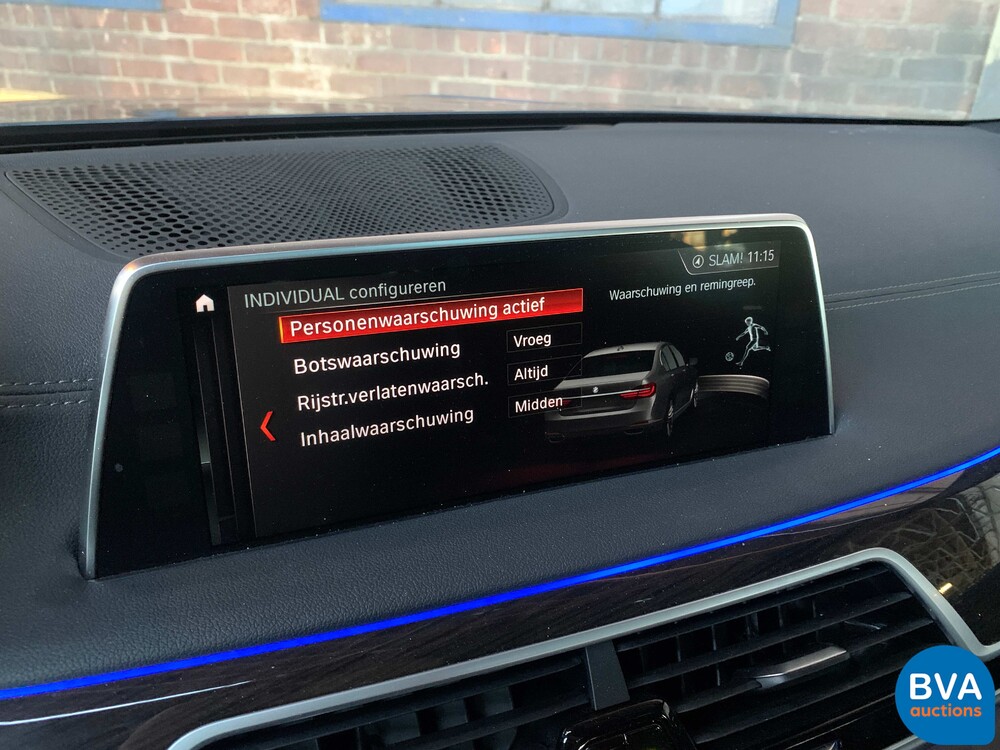 SLAM! 11:15
INDIVIDUAL configureren
Personenwaarschuwing actief
Botswaarschuwing Vroeg
Rijstr.verlatenwaarsch. Altijd
Inhaalwaarschuwing Midden
Waarschuwing en remingreep.
BVA
auctions